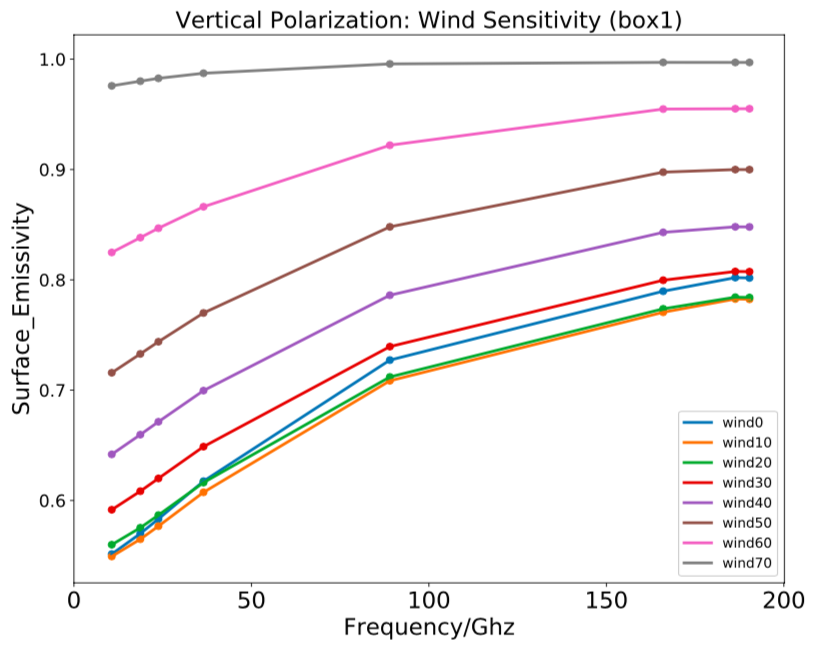 Vertical Polarization: Wind Sensitivity (box1)
Surface_Emissivity
1.0
0.9
0.8
0.7
0.6
wind0
wind10
wind20
wind30
wind40
wind50
wind60
wind70
0 50 100 150 200
Frequency/Ghz